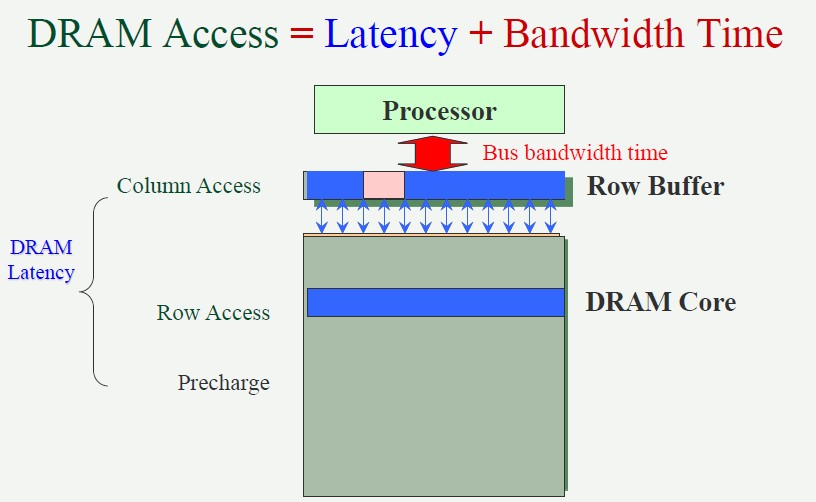 DRAM Access = Latency + Bandwidth Time
Processor
Bus bandwidth time
Column Access
Row Buffer
DRAM
Latency
Row Access
DRAM Core
Precharge